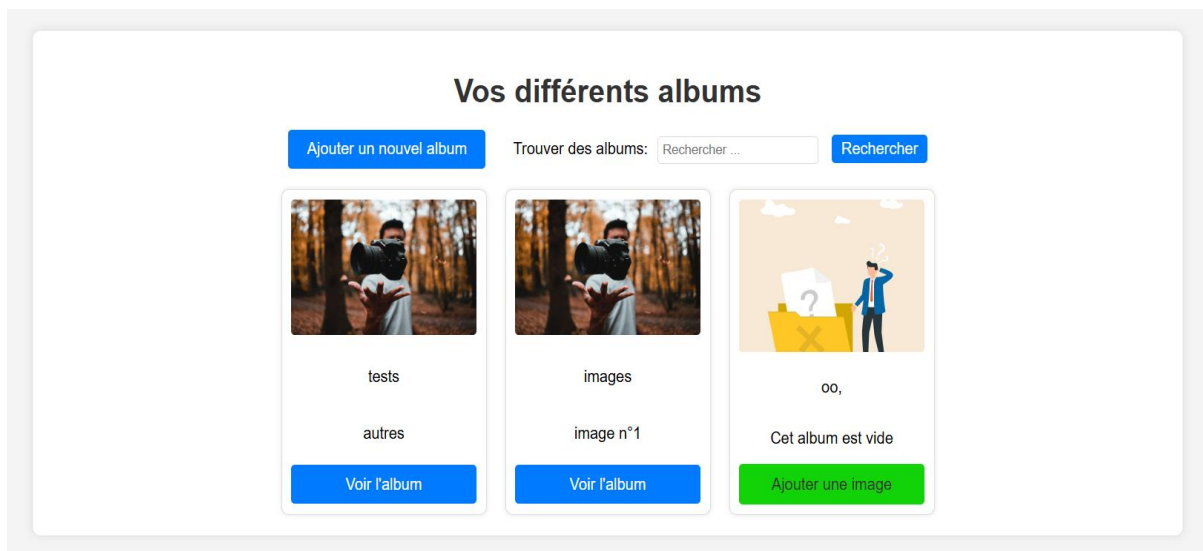 Vos différents albums
Ajouter un nouvel album Trouver des albums: Rechercher ... Rechercher
tests
autres
Voir l'album
images
image n°1
Voir l'album
??
?
oo,
Cet album est vide
Ajouter une image